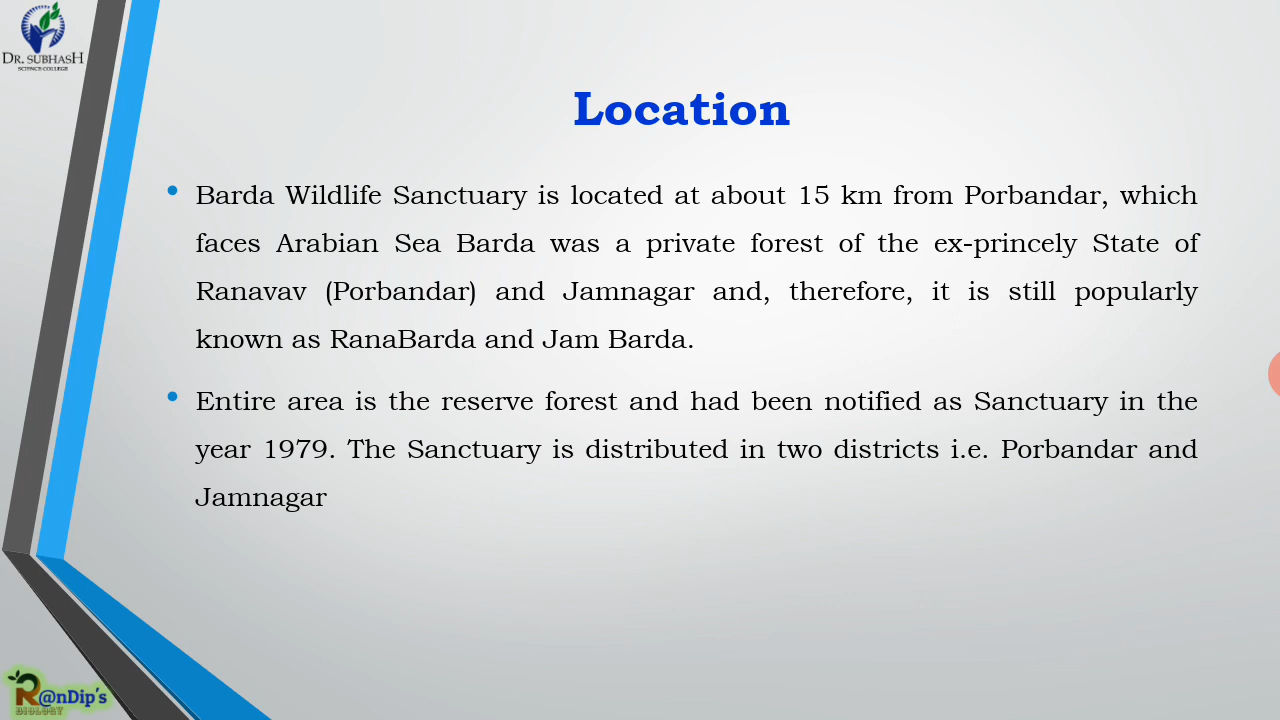 DR. SUBHASH
SCIENCE COLLEGE
Location
• Barda Wildlife Sanctuary is located at about 15 km from Porbandar, which
faces Arabian Sea Barda was a private forest of the ex-princely State of
Ranavav (Porbandar) and Jamnagar and, therefore, it is still popularly
known as RanaBarda and Jam Barda.
• Entire area is the reserve forest and had been notified as Sanctuary in the
year 1979. The Sanctuary is distributed in two districts i.e. Porbandar and
Jamnagar
R@nDip's
BIOLOGY